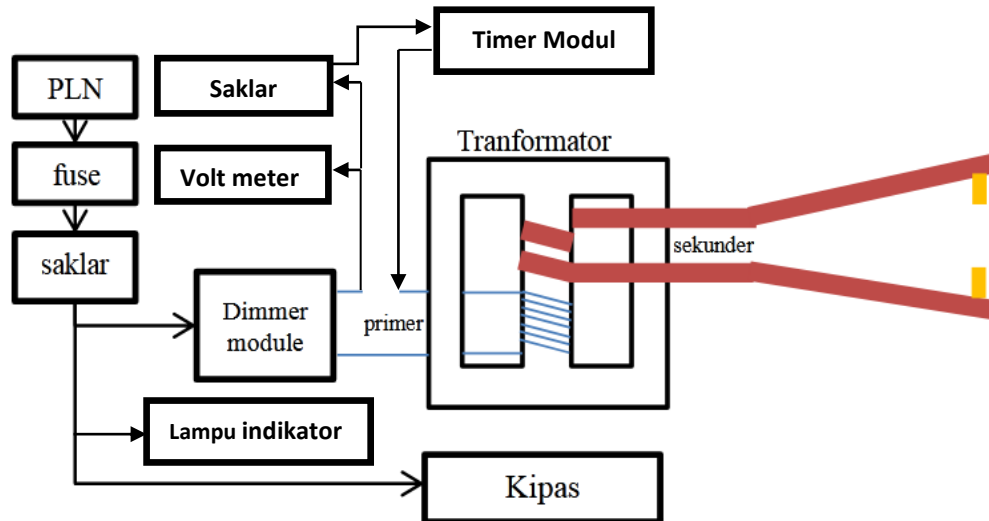 Timer Modul
Saklar
PLN
Tranformator
fuse
Volt meter
sekunder
saklar
Dimmer
module
primer
Lampu indikator
Kipas